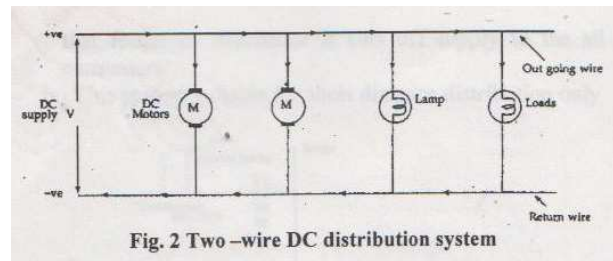 +ve
Out going wire
DC supply V
DC Motors
M
M
Lamp
Loads
-ve
Return wire
Fig. 2 Two –wire DC distribution system